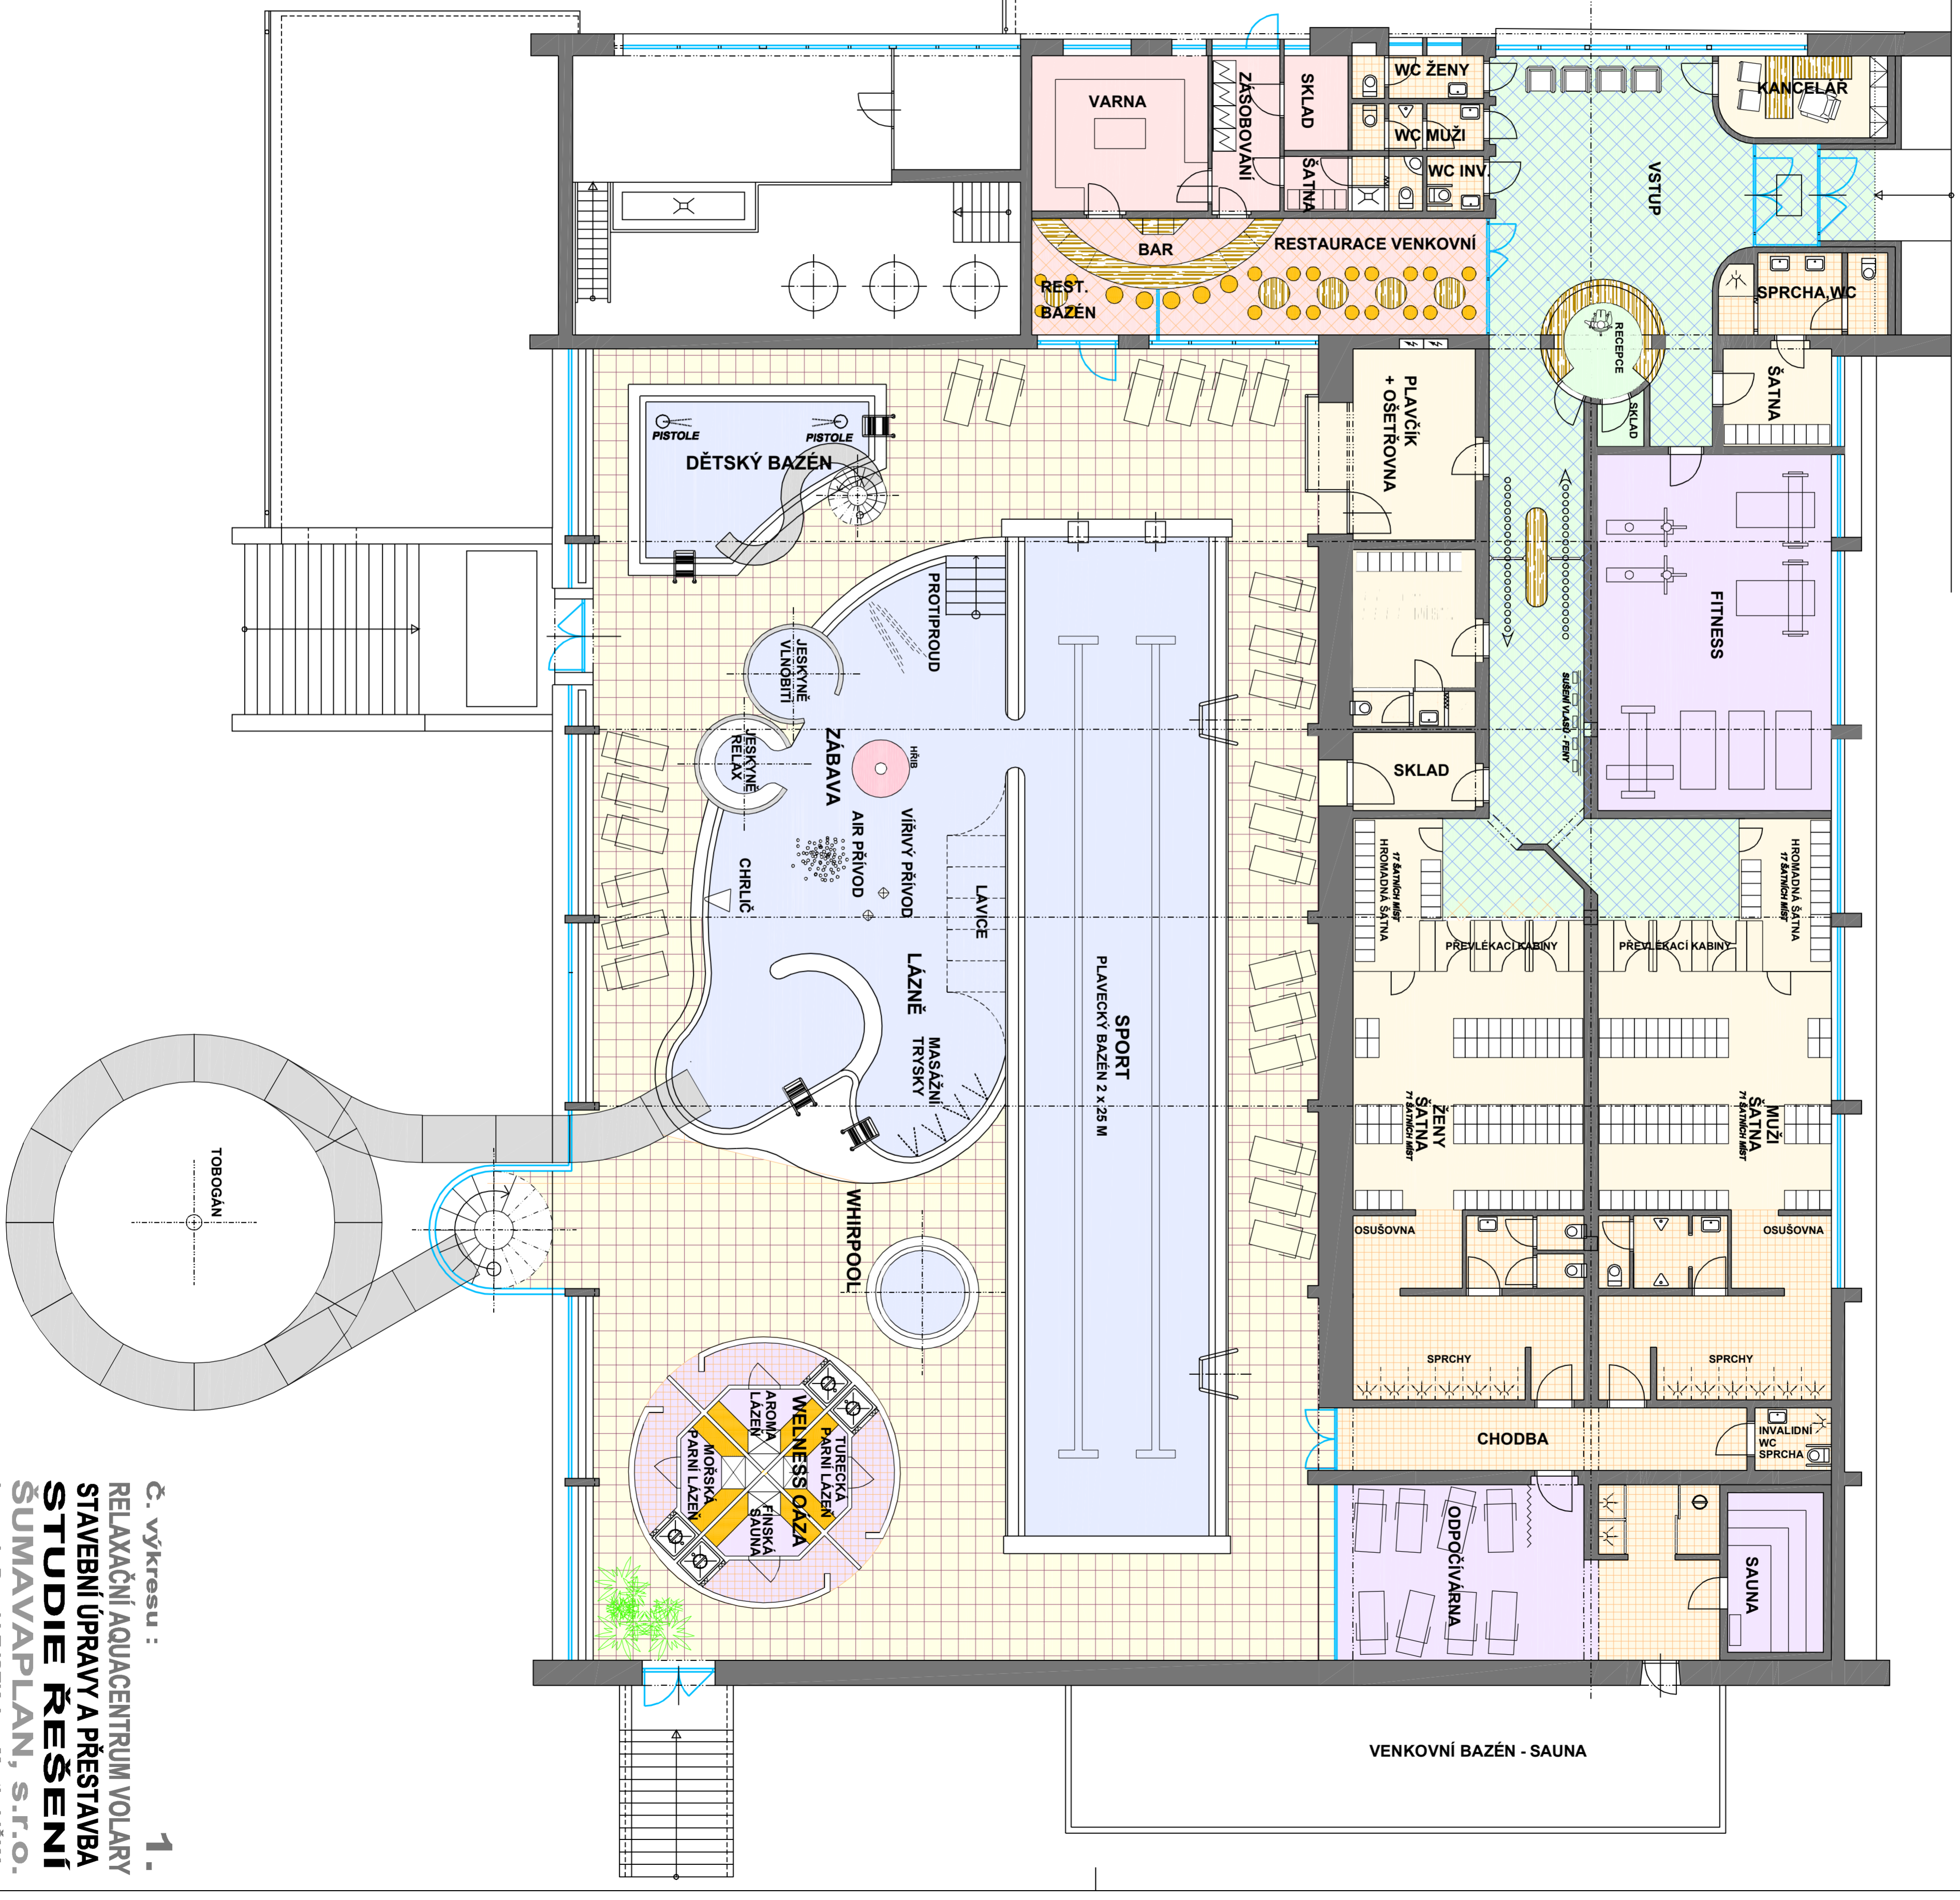 VARNA
ZÁSOBOVÁNÍ
SKLAD
ŠATNA
WC ŽENY
WC MUŽI
WC INV.
VSTUP
KANCELÁŘ
BAR
RESTAURACE VENKOVNÍ
REST.
BAZÉN
SPRCHA,WC
RECEPCE
SKLAD
ŠATNA
PISTOLE
PISTOLE
DĚTSKÝ BAZÉN
PLAVČÍK
+ OŠETŘOVNA
FITNESS
PROTIPROUD
JESKYNĚ
VLNOBITÍ
JESKYNĚ
RELAX
ZÁBAVA
HŘIB
SUŠENÍ VLASŮ - FENY
SKLAD
VÍŘIVÝ PŘÍVOD
AIR PŘÍVOD
CHRLIČ
LAVICE
LÁZNĚ
MASÁŽNÍ
TRYSKY
SPORT
PLAVECKÝ BAZÉN 2 x 25 M
HROMADNÁ ŠATNA
17 ŠATNÍCH MÍST
HROMADNÁ ŠATNA
17 ŠATNÍCH MÍST
PŘEVLÉKACÍ KABINY
PŘEVLÉKACÍ KABINY
ŽENY
ŠATNA
71 ŠATNÍCH MÍST
MUŽI
ŠATNA
71 ŠATNÍCH MÍST
TOBOGÁN
WHIRPOOL
OSUŠOVNA
OSUŠOVNA
SPRCHY
SPRCHY
CHODBA
INVALIDNÍ
WC
SPRCHA
WELNESS OÁZA
AROMA
LÁZEŇ
TURECKÁ
PARNÍ LÁZEŇ
MOŘSKÁ
PARNÍ LÁZEŇ
FINSKÁ
SAUNA
ODPOČÍVÁRNA
SAUNA
VENKOVNÍ BAZÉN - SAUNA
Č. výkresu : 1.
RELAXAČNÍ AQUACENTRUM VOLARY
STAVEBNÍ ÚPRAVY A PŘESTAVBA
STUDIE ŘEŠENÍ
ŠUMAVAPLAN, s.r.o.